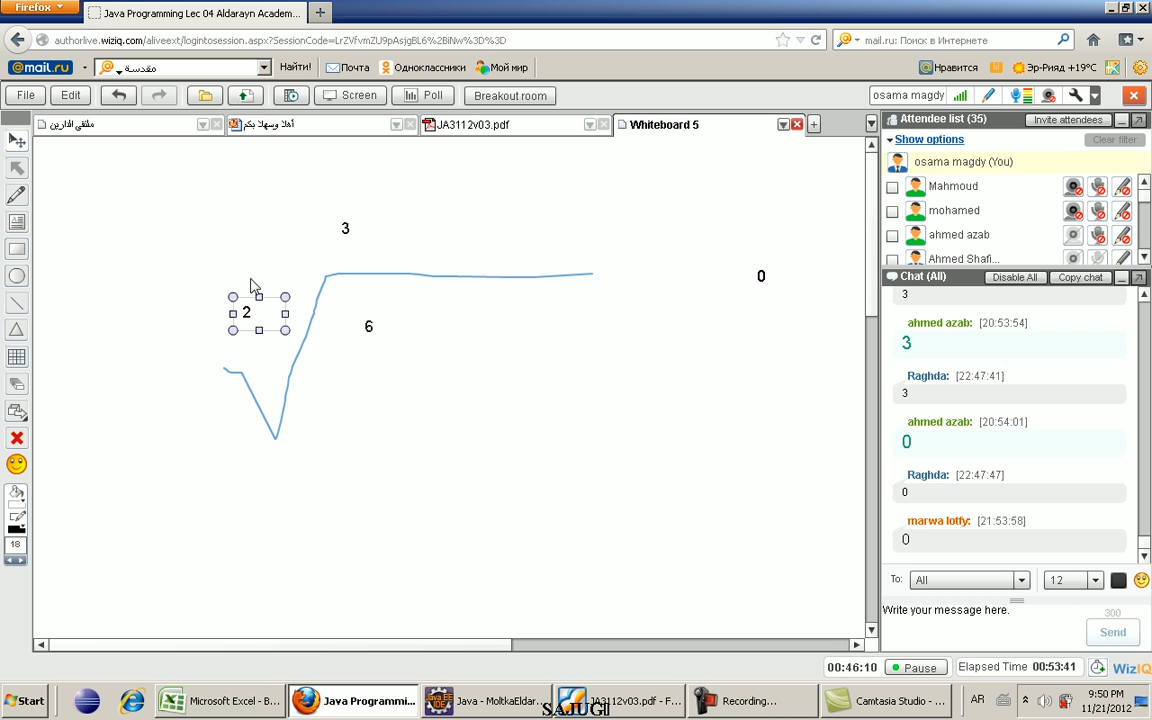 Firefox
Java Programming Lec 04 Aldarayn Academ...
authorlive.wiziq.com/aliveext/logintosession.aspx?SessionCode=LrZVfvmZU9pAsjgBL6%2BiNw%3D%3D
mail.ru: Поиск в Интернете
@mail.ru
مقدسة
Найти!
Почта
Одноклассники
Мой мир
Нравится
Эр-Рияд +19°C
File
Edit
Screen
Poll
Breakout room
osama magdy
ملتقى الدارين
أهلا وسهلا بكم
JA3112v03.pdf
Whiteboard 5
Attendee list (35)
Invite attendees
Show options
Clear filter
osama magdy (You)
Mahmoud
mohamed
ahmed azab
Ahmed Shafi...
3
0
2
6
Chat (All)
Disable All
Copy chat
3
ahmed azab: [20:53:54]
3
Raghda: [22:47:41]
3
ahmed azab: [20:54:01]
0
Raghda: [22:47:47]
0
marwa lotfy: [21:53:58]
0
18
To:
All
12
Write your message here.
300
Send
00:46:10
Pause
Elapsed Time 00:53:41
WizIQ
Start
Microsoft Excel - B...
Java Programmi...
Java - MoltkaEldar...
JA3112v03.pdf - F...
Recording...
Camtasia Studio - ...
AR
9:50 PM
11/21/2012